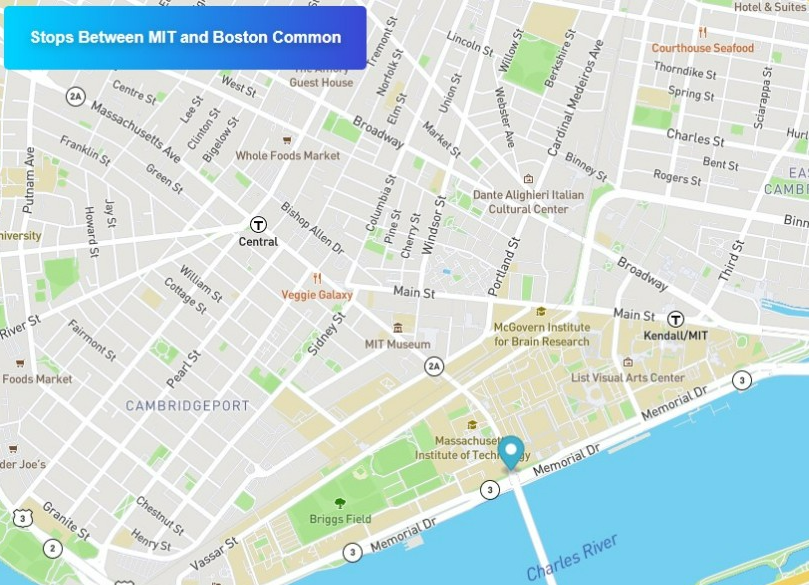 Stops Between MIT and Boston Common
Hotel & Suites
Courthouse Seafood
Thorndike St
Spring St
Sciarappa St
Charles St
Hurl
Bent St
Rogers St
EA
CAMBR
Binn
Third St
Tremont St
Norfolk St
Elm St
Guest House
Lincoln St
Willow St
Berkshire St
Union St
Webster Ave
Cardinal Medeiros Ave
Market St
Broadway
Binney St
West St
Centre St
Lee St
Clinton St
Bigelow St
2A
Massachusetts Ave
Franklin St
Green St
Whole Foods Market
Putnam Ave
Jay St
Howard St
niversity
T
Central
Bishop Allen Dr
Columbia St
Pine St
Cherry St
Windsor St
Dante Alighieri Italian
Cultural Center
Portland St
Broadway
William St
Cottage St
Veggie Galaxy
Main St
Main St
T
Kendall/MIT
McGovern Institute
for Brain Research
River St
Fairmont St
Pearl St
Sidney St
MIT Museum
2A
List Visual Arts Center
3
Foods Market
CAMBRIDGEPORT
Memorial Dr
Massachusetts
Institute of Technology
der Joe's
Memorial Dr
3
Briggs Field
Chestnut St
Granite St
Henry St
Vassar St
Memorial Dr
3
3
2
Charles River